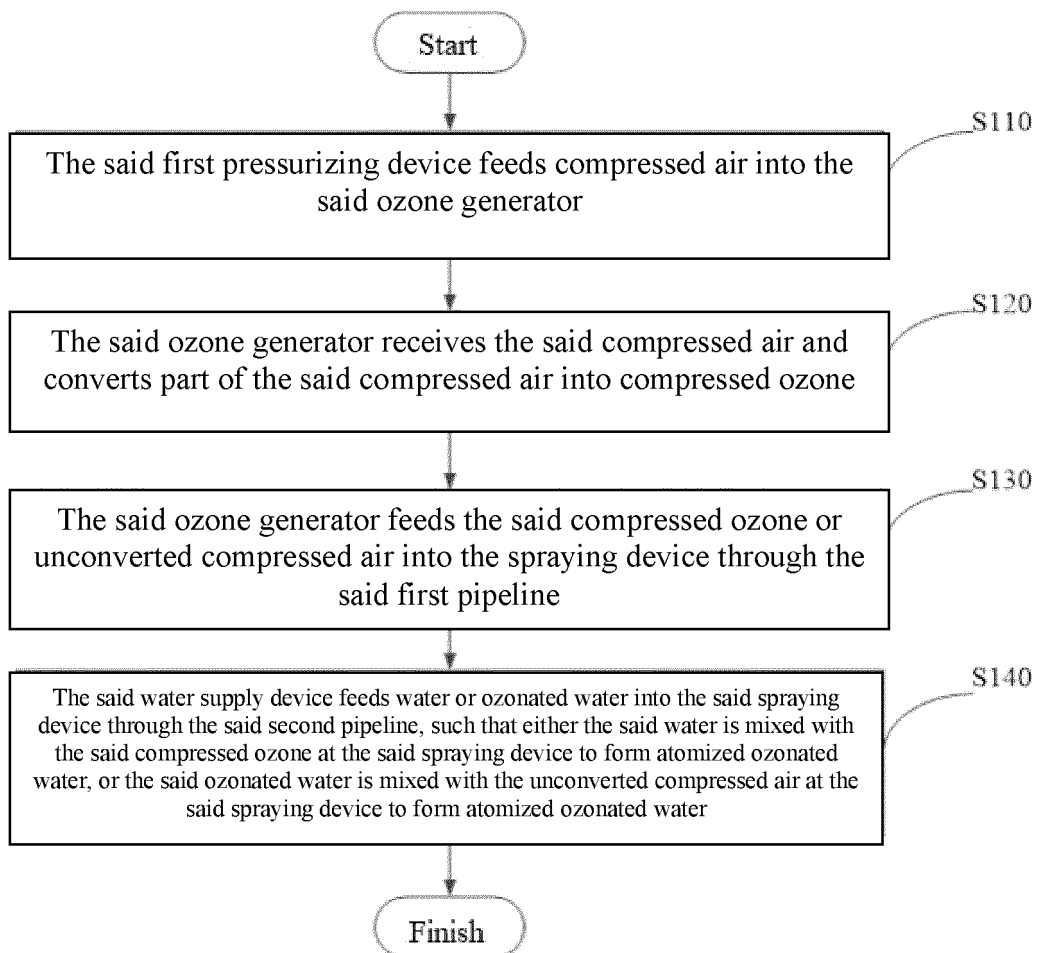 Start
S110
The said first pressurizing device feeds compressed air into the
said ozone generator
S120
The said ozone generator receives the said compressed air and
converts part of the said compressed air into compressed ozone
S130
The said ozone generator feeds the said compressed ozone or
unconverted compressed air into the spraying device through the
said first pipeline
S140
The said water supply device feeds water or ozonated water into the said spraying
device through the said second pipeline, such that either the said water is mixed with
the said compressed ozone at the said spraying device to form atomized ozonated
water, or the said ozonated water is mixed with the unconverted compressed air at the
said spraying device to form atomized ozonated water
Finish